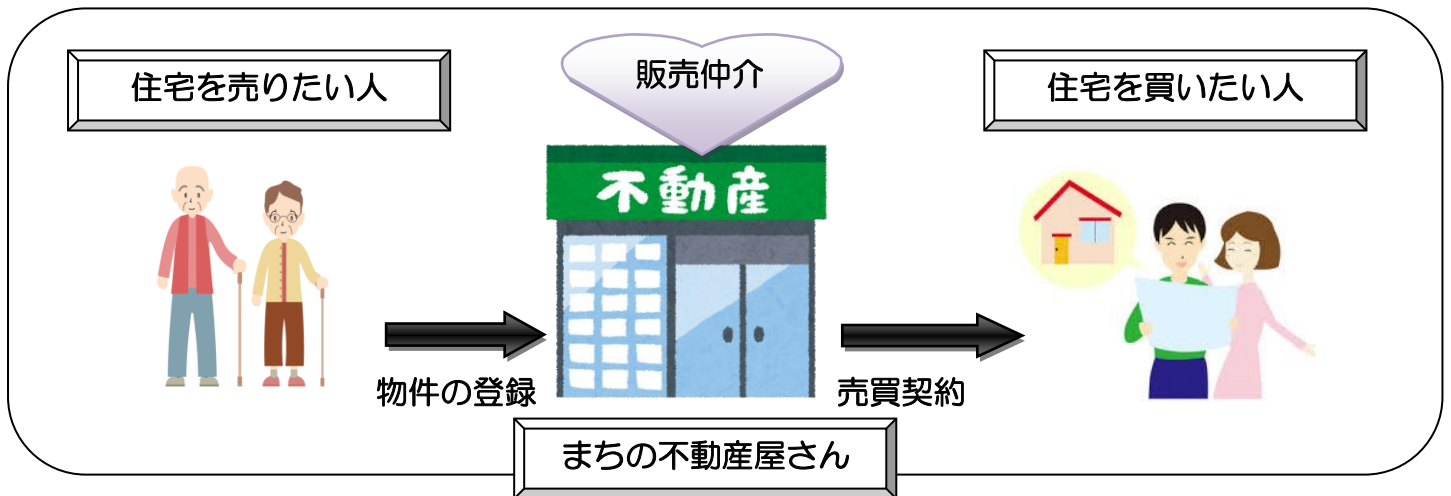 住宅を売りたい人
販売仲介
住宅を買いたい人
不動産
物件の登録
売買契約
まちの不動産屋さん